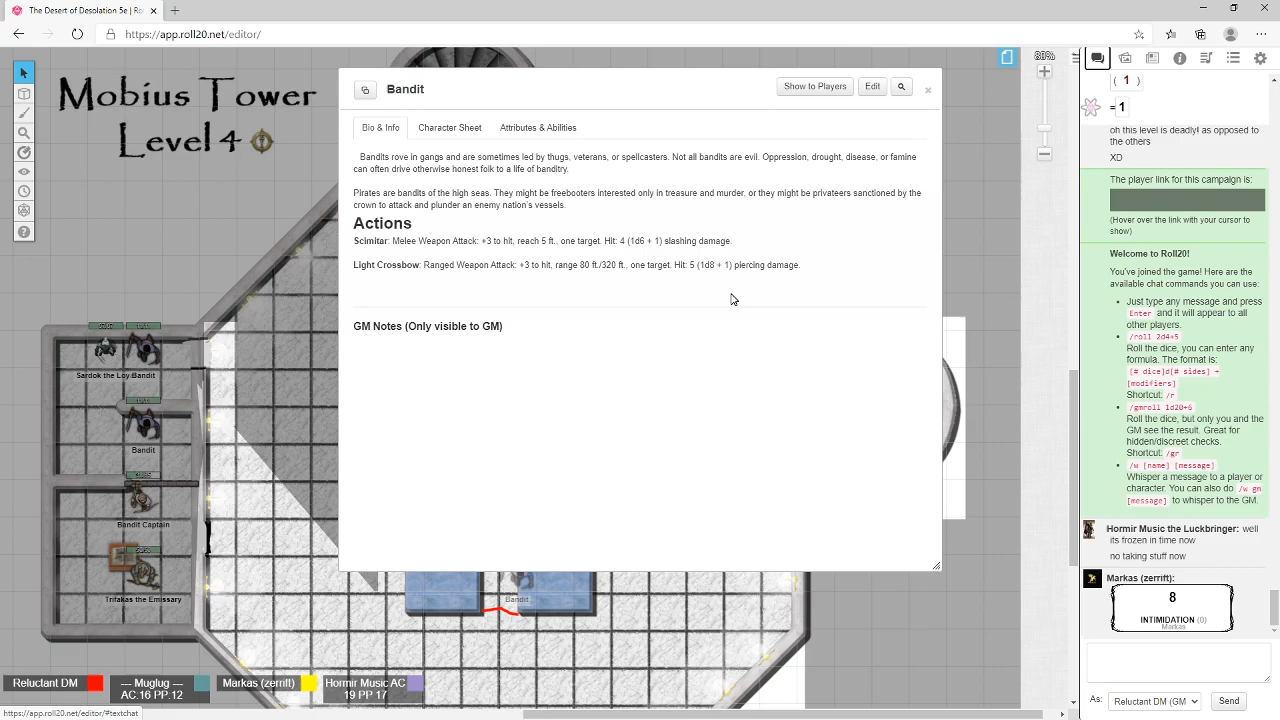 The Desert of Desolation 5e | Rol
https://app.roll20.net/editor/
Mobius Tower
Level 4
Bandit
Show to Players
Edit
Bio & Info
Character Sheet
Attributes & Abilities
Bandits rove in gangs and are sometimes led by thugs, veterans, or spellcasters. Not all bandits are evil. Oppression, drought, disease, or famine
can often drive otherwise honest folk to a life of banditry.
Pirates are bandits of the high seas. They might be freebooters interested only in treasure and murder, or they might be privateers sanctioned by the
crown to attack and plunder an enemy nation's vessels.
Actions
Scimitar: Melee Weapon Attack: +3 to hit, reach 5 ft., one target. Hit: 4 (1d6 + 1) slashing damage.
Light Crossbow: Ranged Weapon Attack: +3 to hit, range 80 ft./320 ft., one target. Hit: 5 (1d8 + 1) piercing damage.
GM Notes (Only visible to GM)
Sardok the Loy Bandit
Bandit
Bandit Captain
Trifakas the Emissary
Bandit
Reluctant DM
--- Muglug ---
AC:16 PP:12
Markas (zerrift)
Hormir Music AC
19 PP 17
https://app.roll20.net/editor/#textchat
80%
( 1 )
= 1
oh this level is deadly! as opposed to
the others
XD
The player link for this campaign is:
(Hover over the link with your cursor to
show)
Welcome to Roll20!
You've joined the game! Here are the
available chat commands you can use:
• Just type any message and press
Enter and it will appear to all
other players.
• /roll 2d4+5
Roll the dice, you can enter any
formula. The format is:
[# dice]d[# sides] +
[modifiers]
Shortcut: /r
• /gmroll 1d20+6
Roll the dice, but only you and the
GM see the result. Great for
hidden/discreet checks.
Shortcut: /gr
• /w [name] [message]
Whisper a message to a player or
character. You can also do /w gm
[message] to whisper to the GM.
Hormir Music the Luckbringer: well
its frozen in time now
no taking stuff now
Markas (zerrift):
8
INTIMIDATION (0)
Markas
As:
Reluctant DM (GM
Send